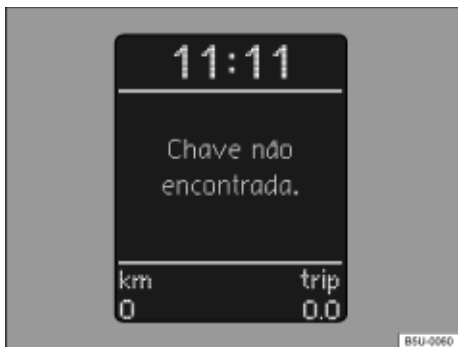 11:11
Chave não
encontrada.
km trip
0 0.0
B5U-0060